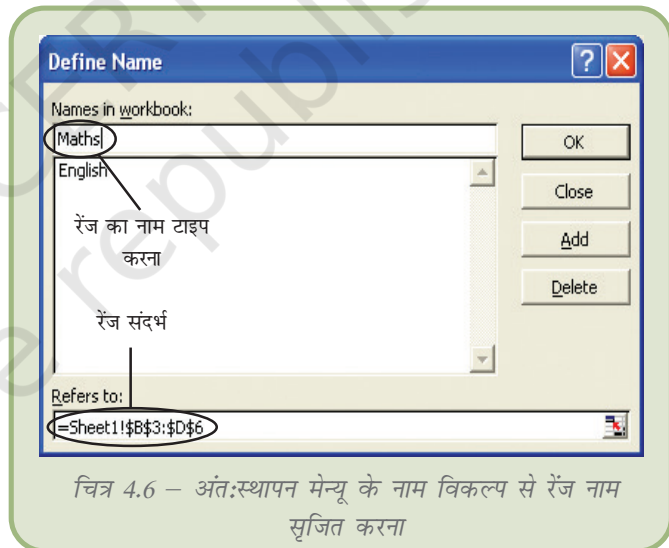 Define Name
Names in workbook:
Maths
OK
English
Close
रेंज का नाम टाइप
करना
Add
Delete
रेंज संदर्भ
Refers to:
=Sheet1!$B$3:$D$6
चित्र 4.6 – अंत:स्थापन मेन्यू के नाम विकल्प से रेंज नाम
सृजित करना